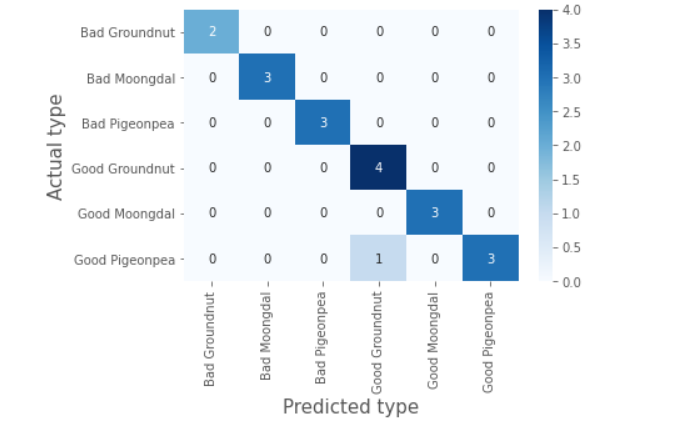 Actual type
Bad Groundnut 2 0 0 0 0 0
Bad Moongdal 0 3 0 0 0 0
Bad Pigeonpea 0 0 3 0 0 0
Good Groundnut 0 0 0 4 0 0
Good Moongdal 0 0 0 0 3 0
Good Pigeonpea 0 0 0 1 0 3
Bad Groundnut
Bad Moongdal
Bad Pigeonpea
Good Groundnut
Good Moongdal
Good Pigeonpea
Predicted type
4.0
3.5
3.0
2.5
2.0
1.5
1.0
0.5
0.0